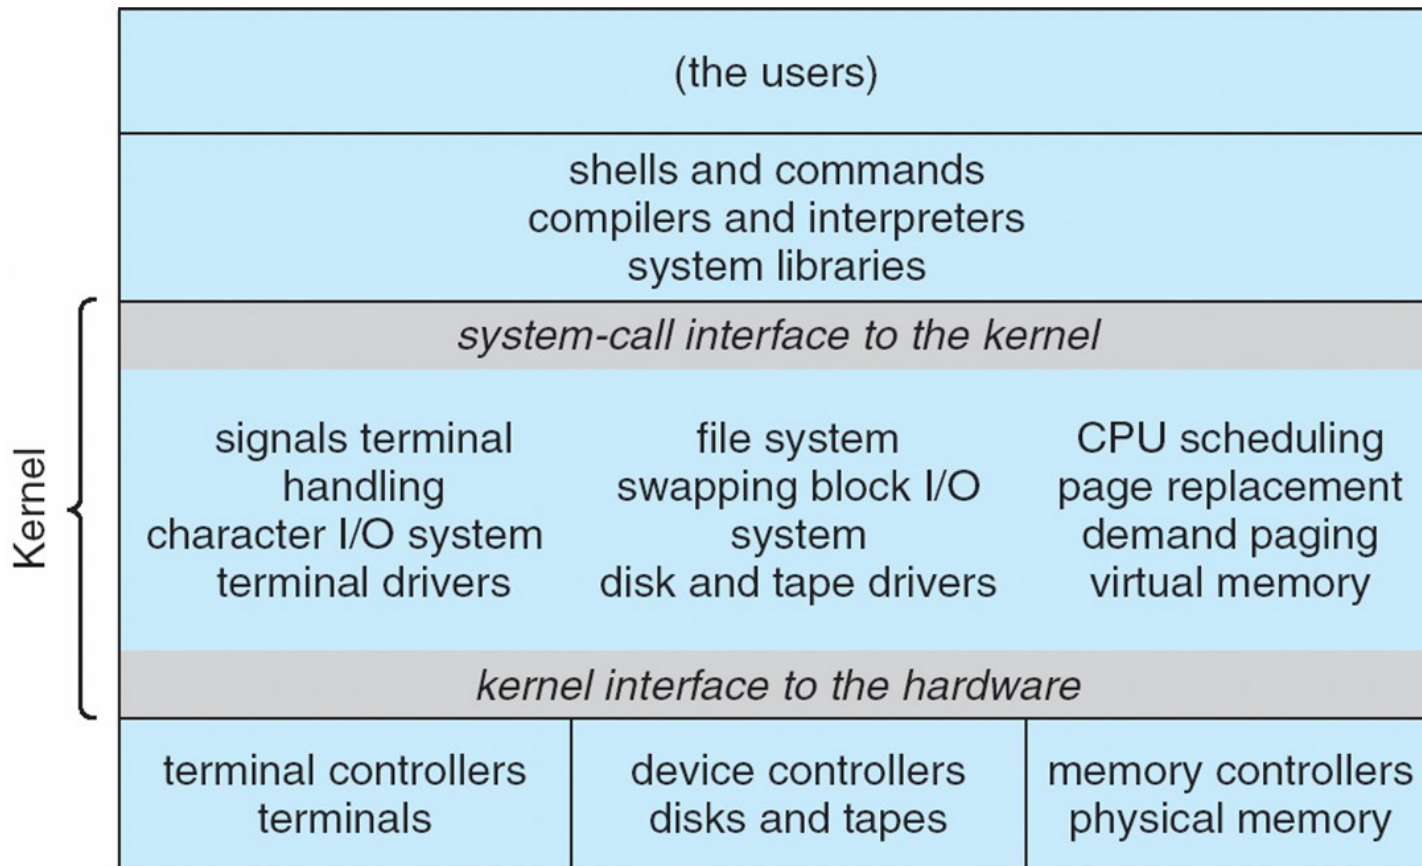 (the users)
shells and commands
compilers and interpreters
system libraries
Kernel
system-call interface to the kernel
signals terminal
handling
character I/O system
terminal drivers
file system
swapping block I/O
system
disk and tape drivers
CPU scheduling
page replacement
demand paging
virtual memory
kernel interface to the hardware
terminal controllers
terminals
device controllers
disks and tapes
memory controllers
physical memory